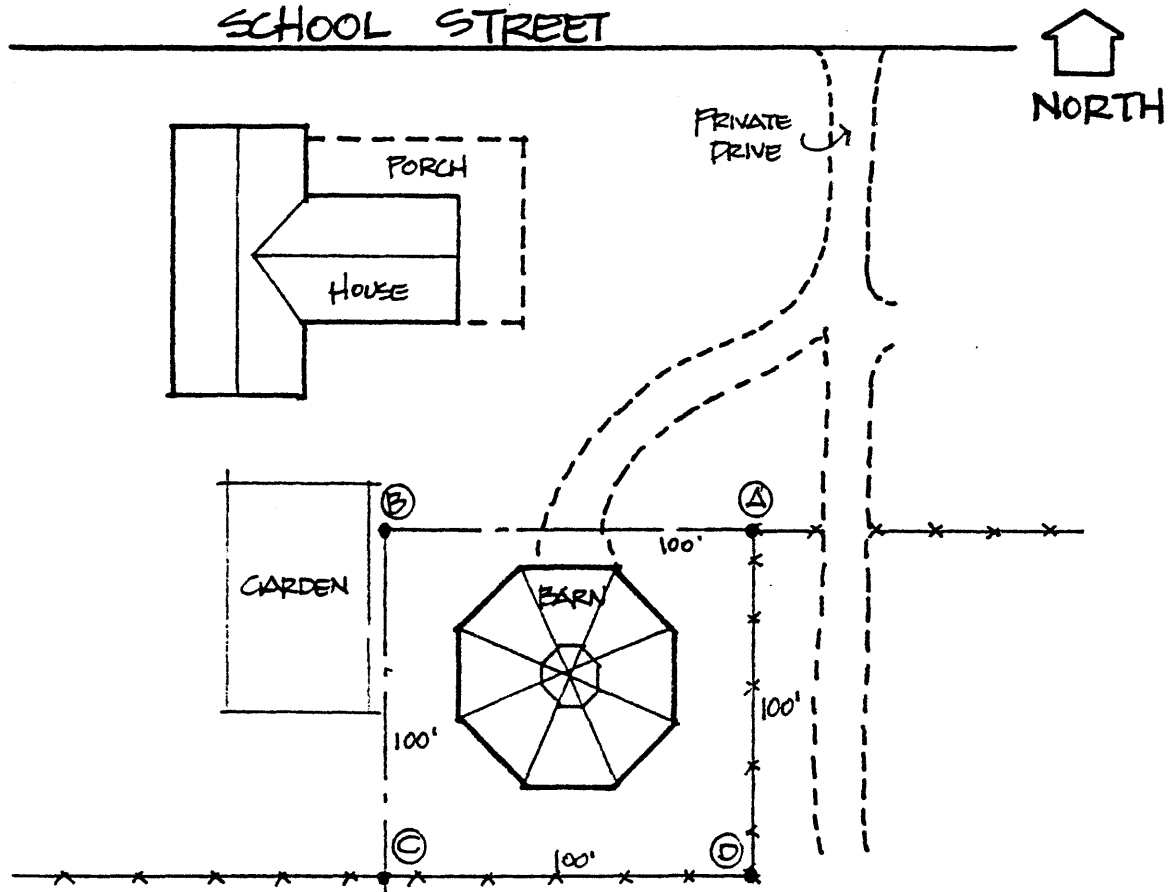 SCHOOL STREET
NORTH
PRIVATE
DRIVE
PORCH
HOUSE
B
A
100'
GARDEN
BARN
100'
100'
C
100'
D